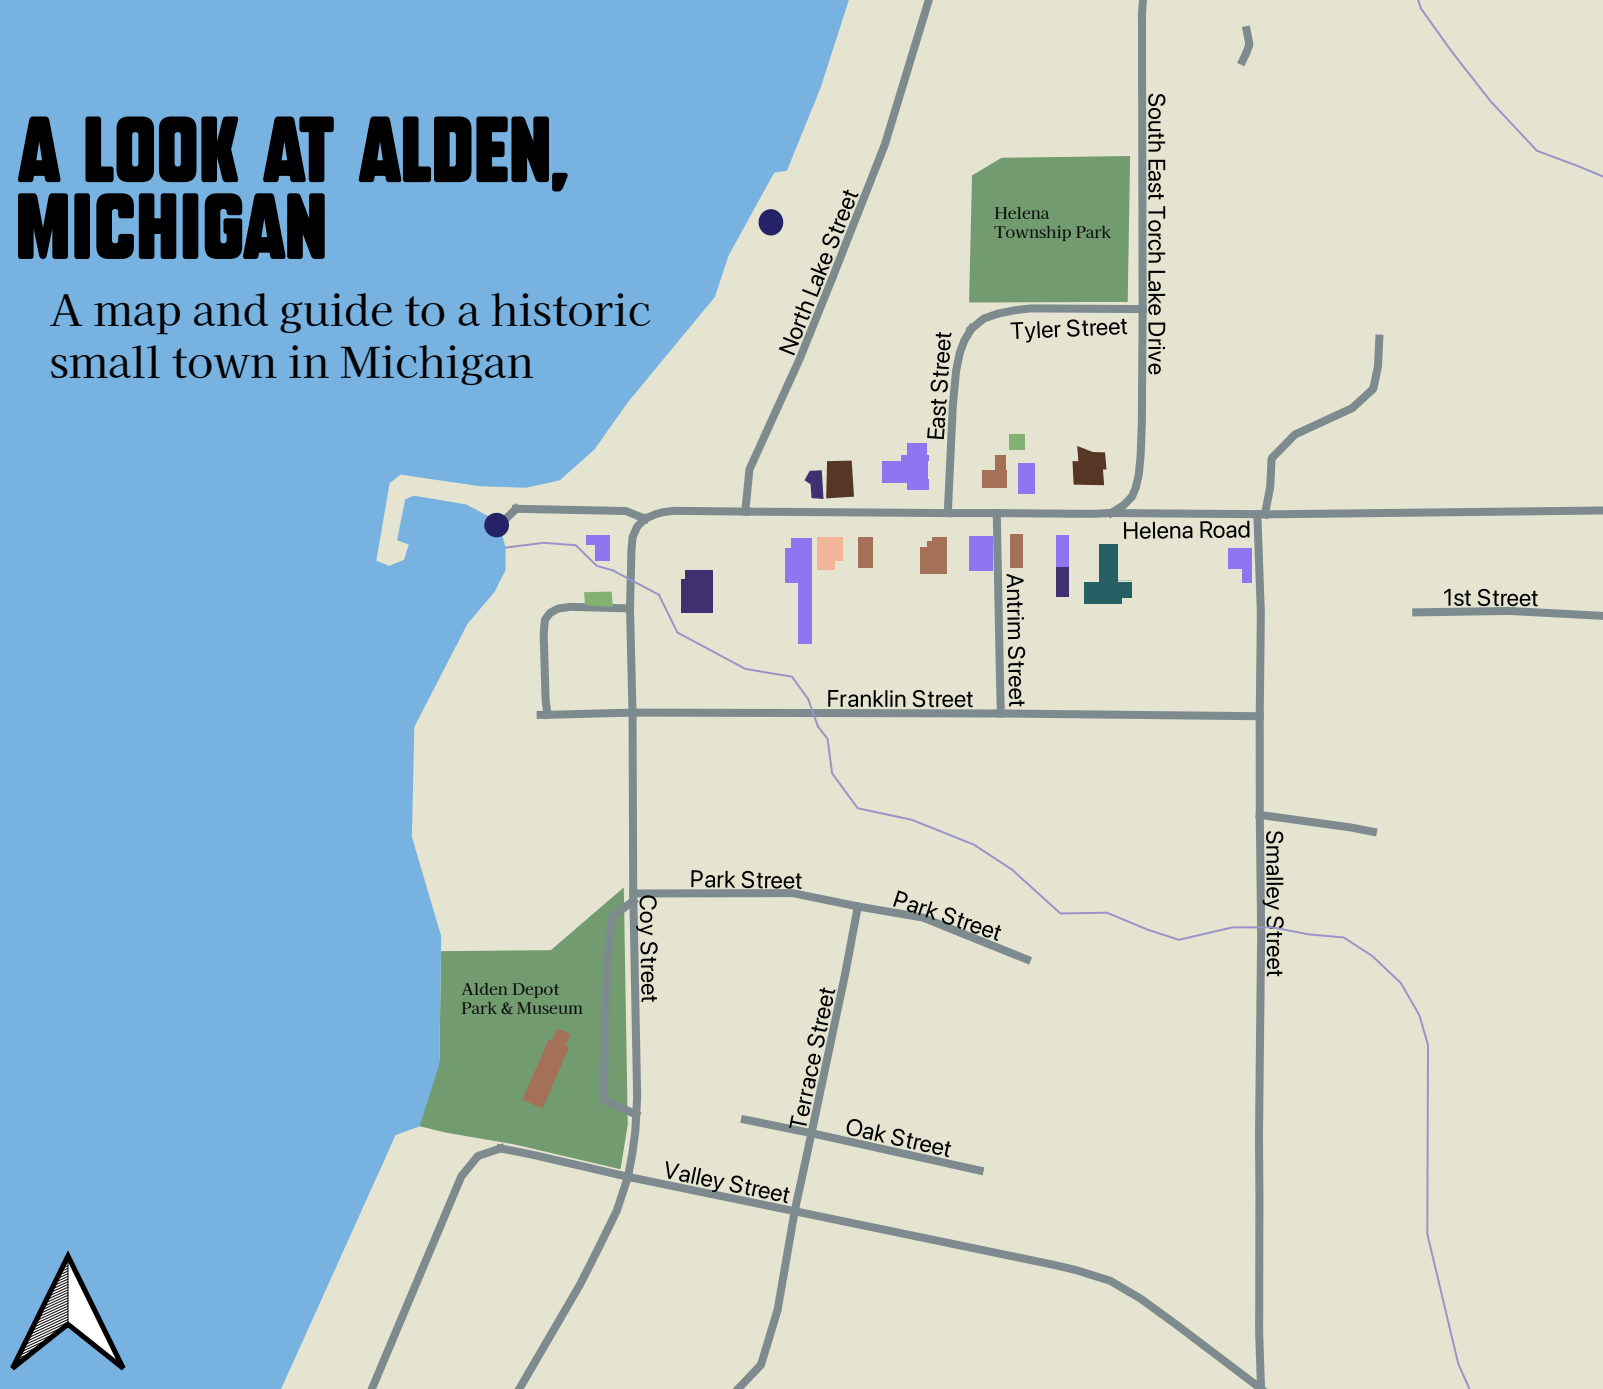 A LOOK AT ALDEN,
MICHIGAN
A map and guide to a historic
small town in Michigan
South East Torch Lake Drive
North Lake Street
Helena
Township Park
Tyler Street
East Street
Helena Road
Antrim Street
1st Street
Franklin Street
Smalley Street
Park Street
Park Street
Coy Street
Alden Depot
Park & Museum
Terrace Street
Oak Street
Valley Street